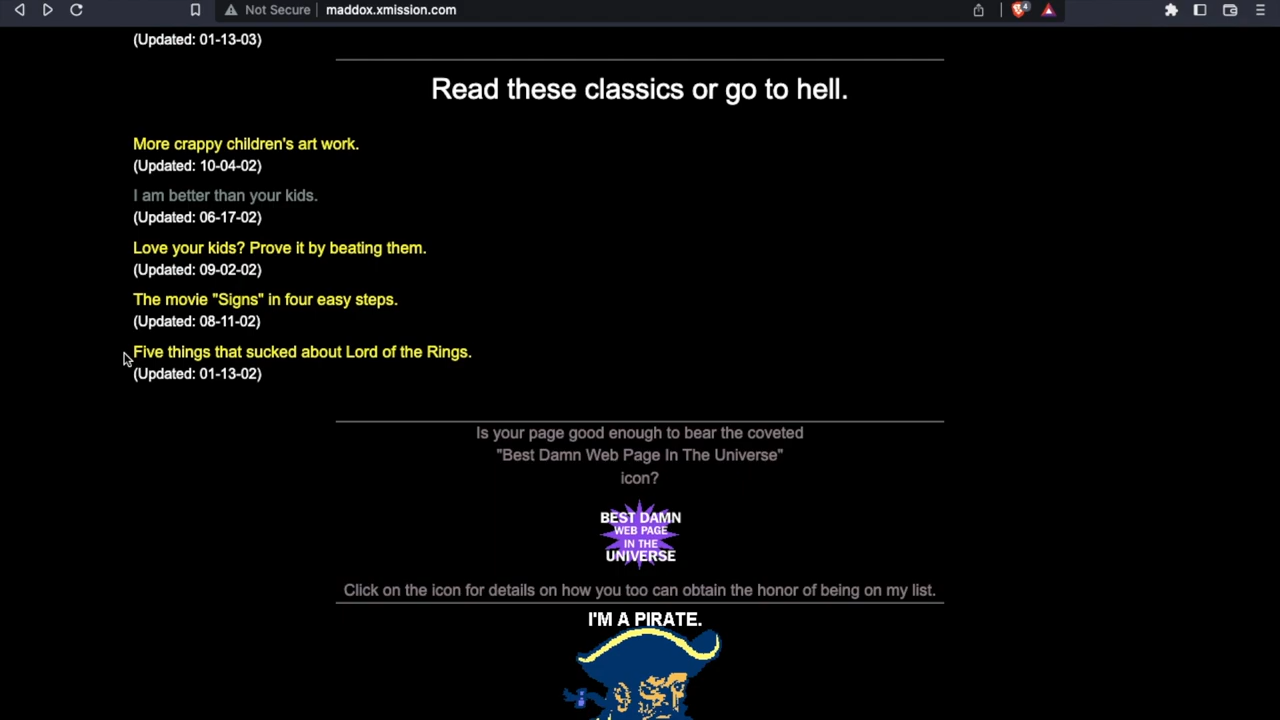 Not Secure
maddox.xmission.com
4
(Updated: 01-13-03)
Read these classics or go to hell.
More crappy children's art work.
(Updated: 10-04-02)
I am better than your kids.
(Updated: 06-17-02)
Love your kids? Prove it by beating them.
(Updated: 09-02-02)
The movie "Signs" in four easy steps.
(Updated: 08-11-02)
Five things that sucked about Lord of the Rings.
(Updated: 01-13-02)
Is your page good enough to bear the coveted
"Best Damn Web Page In The Universe"
icon?
BEST DAMN
WEB PAGE
IN THE
UNIVERSE
Click on the icon for details on how you too can obtain the honor of being on my list.
I'M A PIRATE.